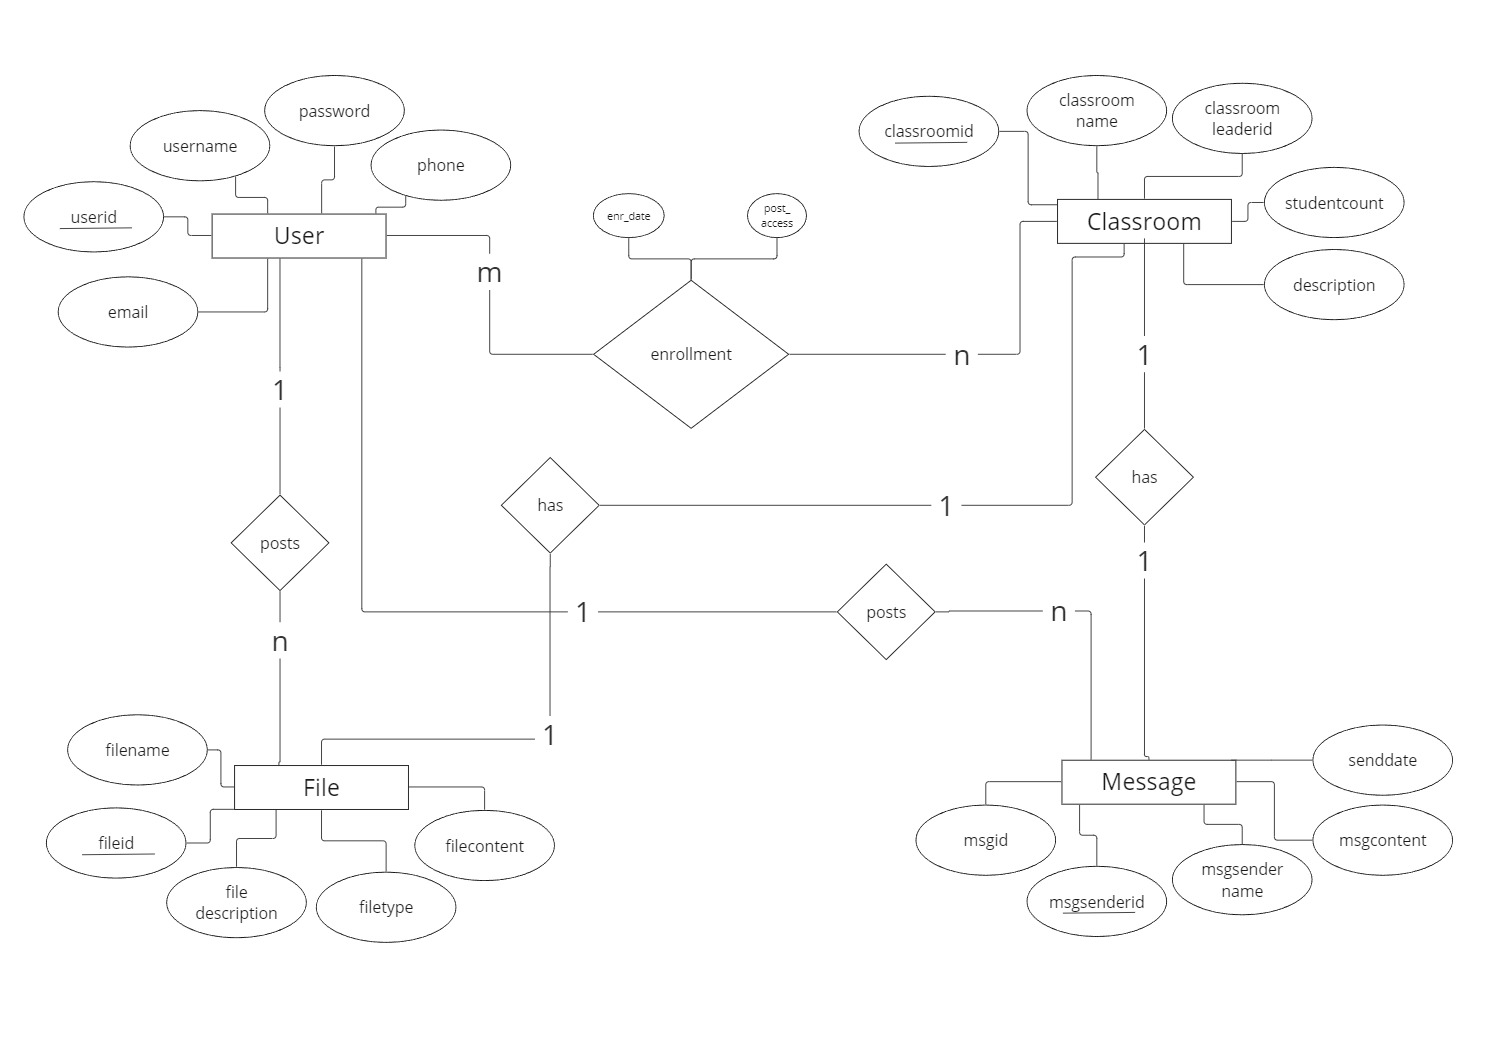 password
username
phone
userid
User
email
m
1
enr_date
post_
access
enrollment
n
classroomid
classroom
name
classroom
leaderid
studentcount
Classroom
description
1
has
1
has
1
posts
n
1
posts
n
1
filename
File
fileid
filecontent
file
description
filetype
senddate
Message
msgid
msgcontent
msgsenderid
msgsender
name